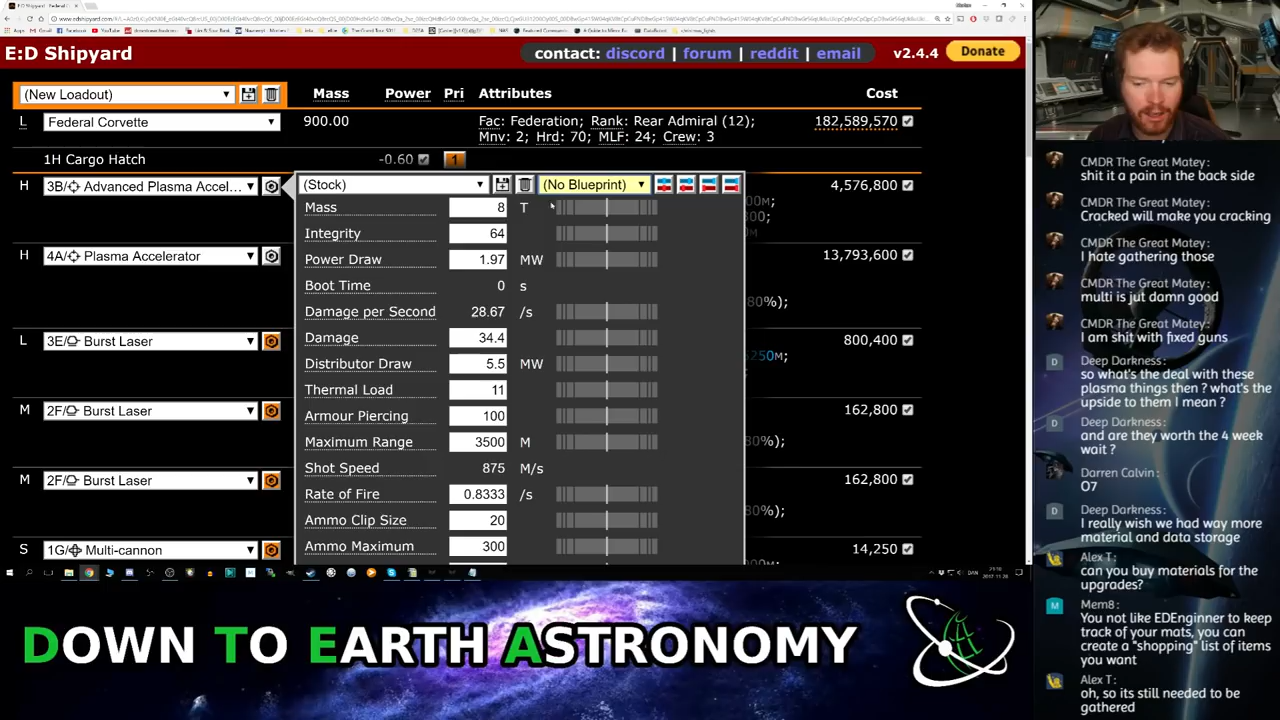 E:D Shipyard
contact: discord | forum | reddit | email
v2.4.4
Donate
(New Loadout)
Mass Power Pri Attributes Cost
L Federal Corvette 900.00 Fac: Federation; Rank: Rear Admiral (12); 182,589,570
Mnv: 2; Hrd: 70; MLF: 24; Crew: 3
1H Cargo Hatch -0.60 1
H 3B/ Advanced Plasma Accel... 4,576,800
(Stock) (No Blueprint)
Mass 8 T
Integrity 64
H 4A/ Plasma Accelerator 13,793,600
Power Draw 1.97 MW
Boot Time 0 s
80%);
Damage per Second 28.67 /s
L 3E/ Burst Laser 800,400
Damage 34.4
Distributor Draw 5.5 MW
Thermal Load 11
M 2F/ Burst Laser 162,800
Armour Piercing 100
Maximum Range 3500 M
80%);
Shot Speed 875 M/s
M 2F/ Burst Laser 162,800
Rate of Fire 0.8333 /s
80%);
Ammo Clip Size 20
Ammo Maximum 300
S 1G/ Multi-cannon 14,250
DOWN TO EARTH ASTRONOMY
CMDR The Great Matey:
shit it a pain in the back side
CMDR The Great Matey:
Cracked will make you cracking
CMDR The Great Matey:
I hate gathering those
CMDR The Great Matey:
multi is jut damn good
CMDR The Great Matey:
I am shit with fixed guns
Deep Darkness:
so what's the deal with these
plasma things then ? what's the
upside to them I mean ?
Deep Darkness:
and are they worth the 4 week
wait ?
Darren Calvin:
O7
Deep Darkness:
I really wish we had way more
material and data storage
Alex T:
can you buy materials for the
upgrades?
Mem8:
You not like EDEnginner to keep
track of your mats, you can
create a "shopping" list of items
you want
Alex T:
oh, so its still needed to be
gathered